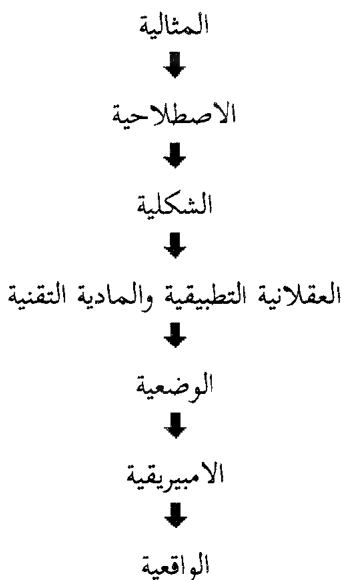 المثالية
الاصطلاحية
الشكلية
العقلانية التطبيقية والمادية التقنية
الوضعية
الامبيريقية
الواقعية